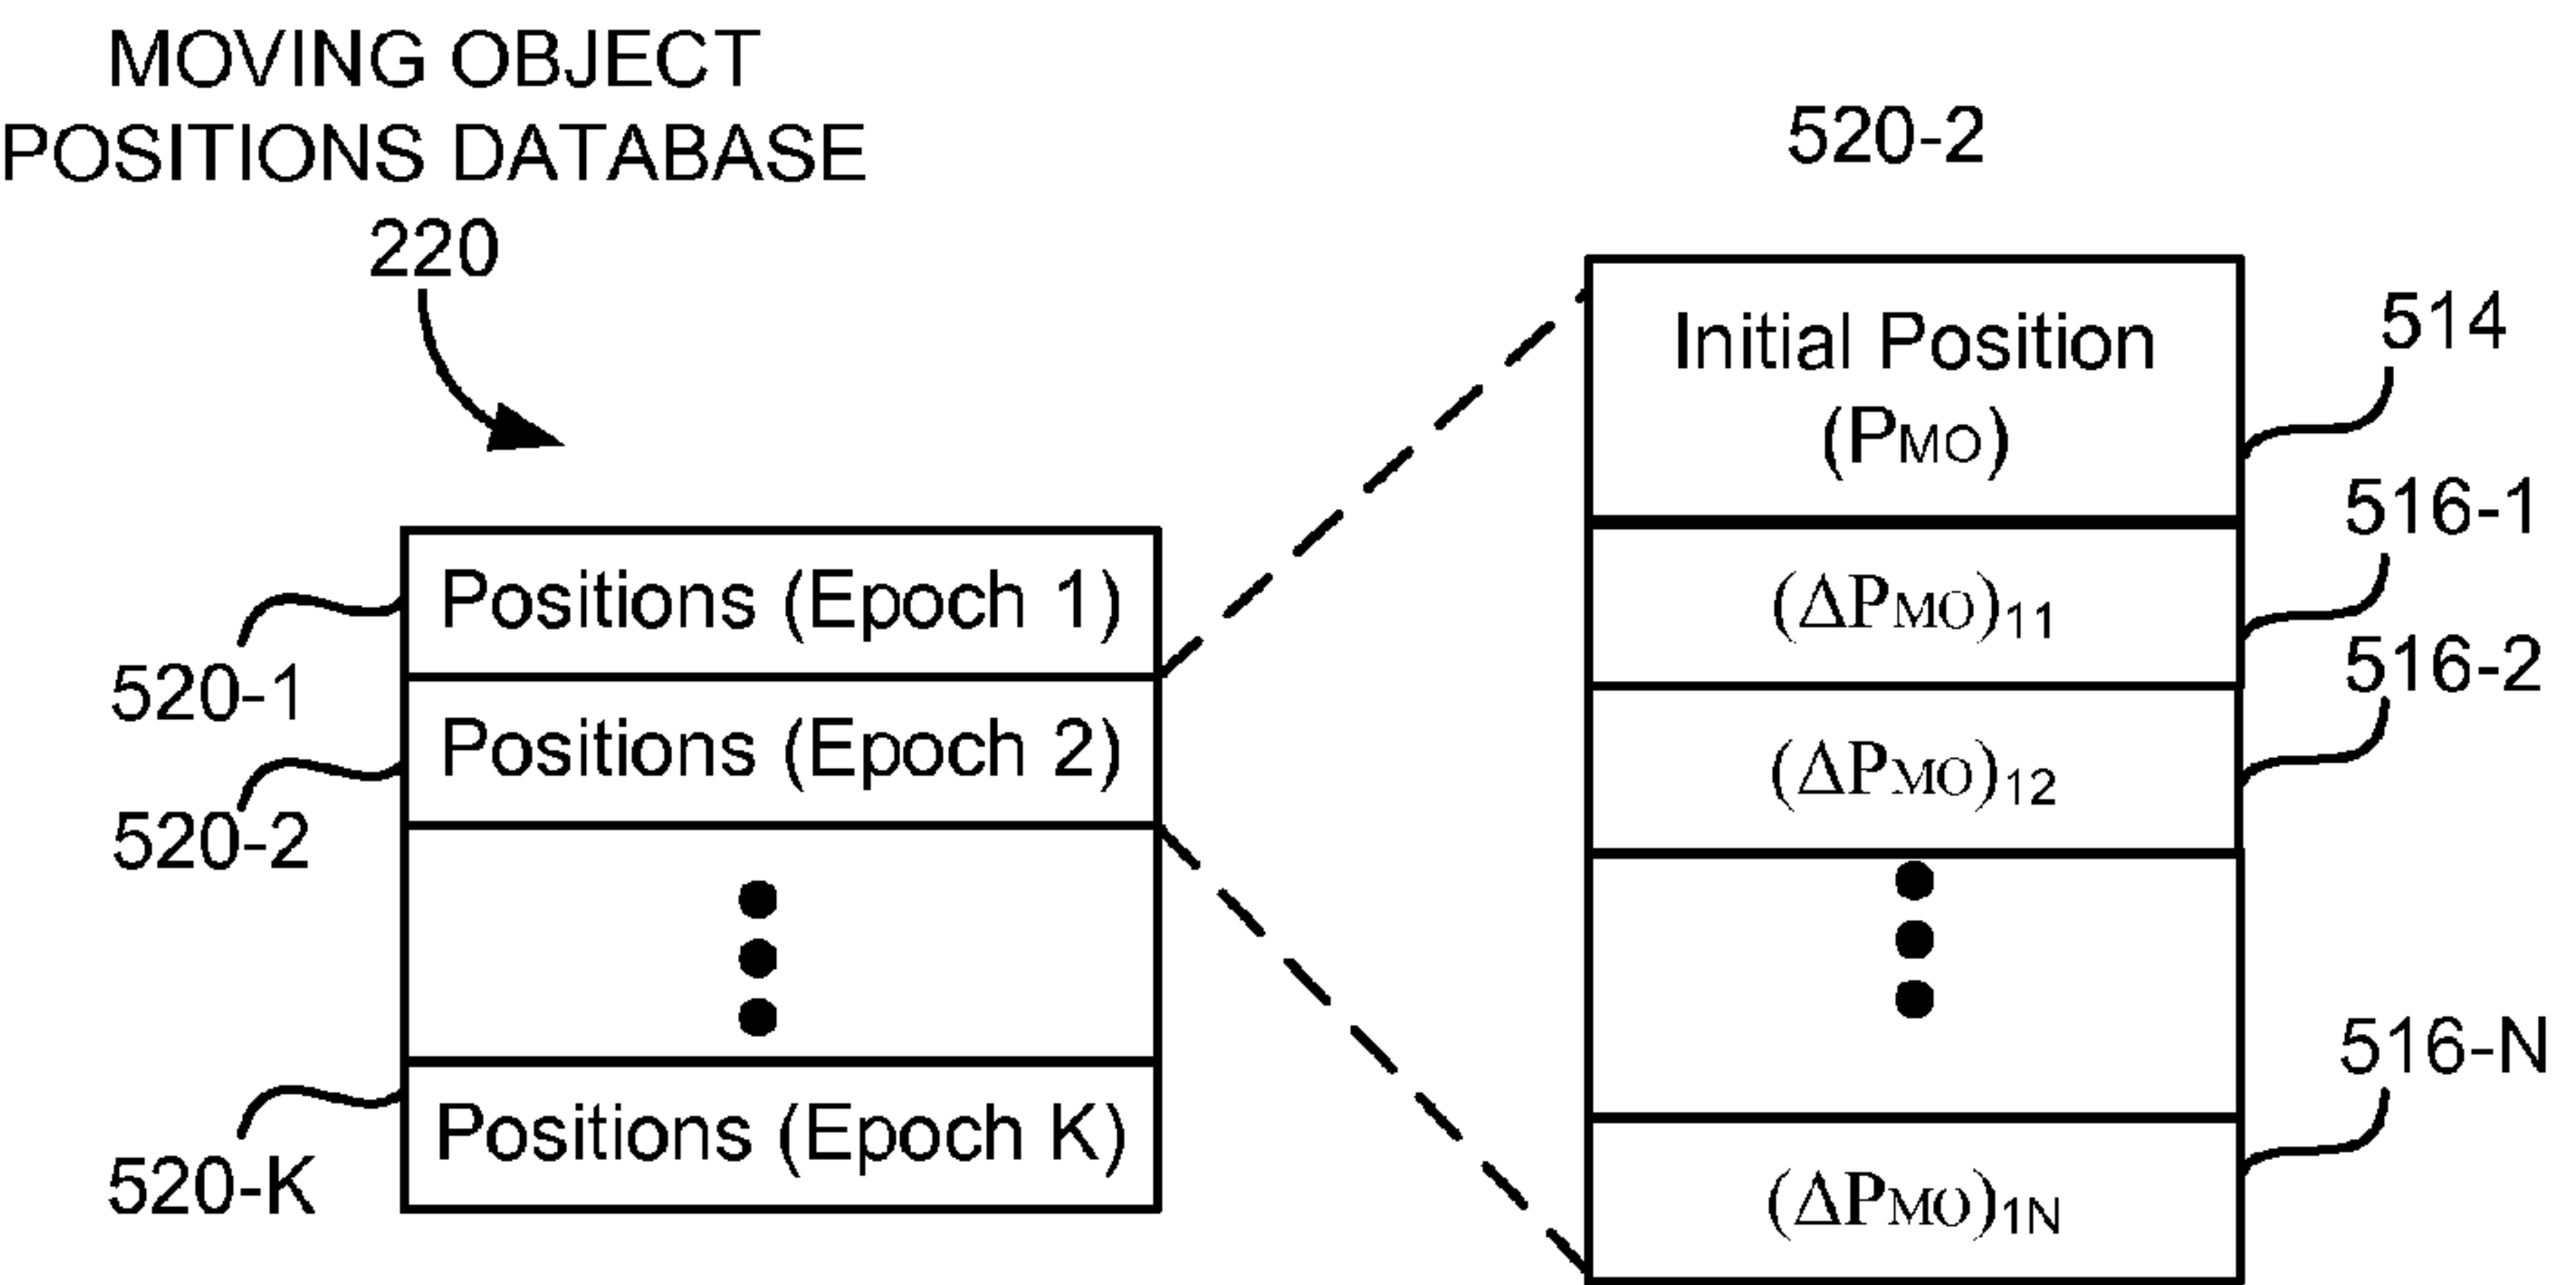 MOVING OBJECT
POSITIONS DATABASE
220
Positions (Epoch 1)
520-1
Positions (Epoch 2)
520-2
Positions (Epoch K)
520-K
520-2
Initial Position
(PMO)
514
(ΔPMO)11
516-1
(ΔPMO)12
516-2
(ΔPMO)1N
516-N